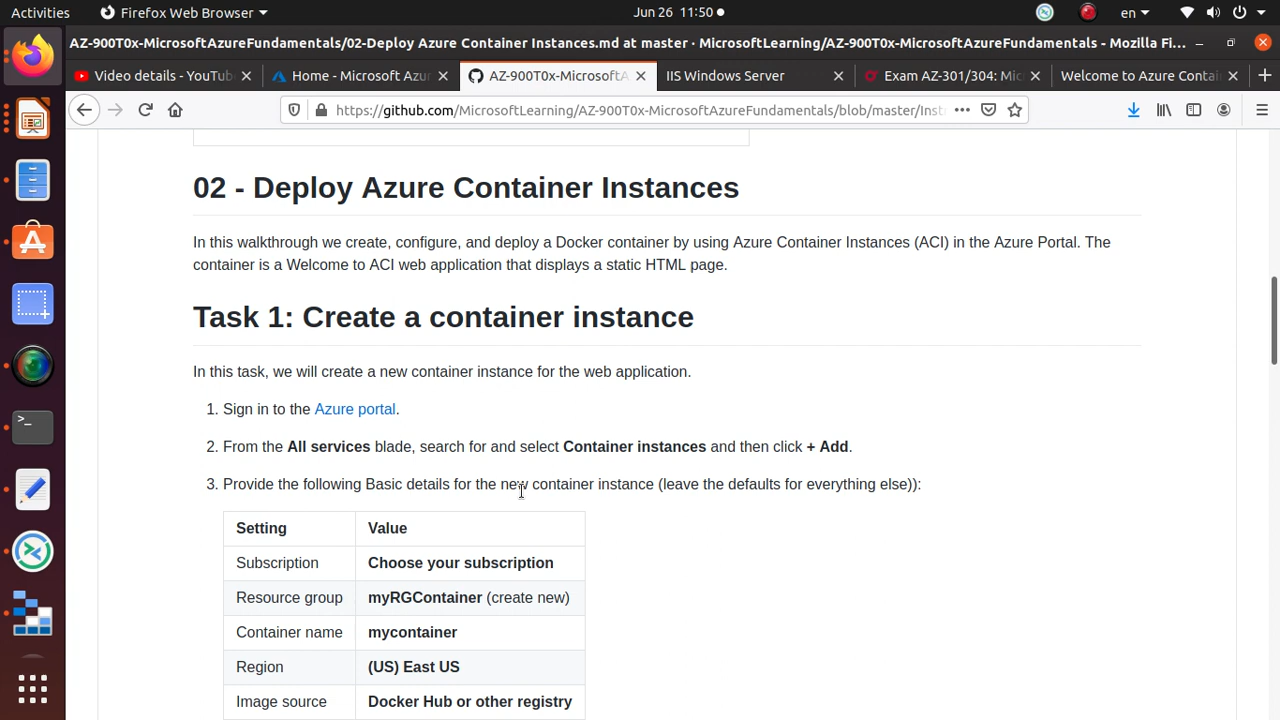 Activities
Firefox Web Browser
Jun 26 11:50
en
AZ-900T0x-MicrosoftAzureFundamentals/02-Deploy Azure Container Instances.md at master · MicrosoftLearning/AZ-900T0x-MicrosoftAzureFundamentals - Mozilla Fi...
Video details - YouTub
Home - Microsoft Azur
AZ-900T0x-MicrosoftA
IIS Windows Server
Exam AZ-301/304: Mic
Welcome to Azure Contai
https://github.com/MicrosoftLearning/AZ-900T0x-MicrosoftAzureFundamentals/blob/master/Inst
02 - Deploy Azure Container Instances
In this walkthrough we create, configure, and deploy a Docker container by using Azure Container Instances (ACI) in the Azure Portal. The
container is a Welcome to ACI web application that displays a static HTML page.
Task 1: Create a container instance
In this task, we will create a new container instance for the web application.
1. Sign in to the Azure portal.
2. From the All services blade, search for and select Container instances and then click + Add.
3. Provide the following Basic details for the new container instance (leave the defaults for everything else)):
Setting Value
Subscription Choose your subscription
Resource group myRGContainer (create new)
Container name mycontainer
Region (US) East US
Image source Docker Hub or other registry